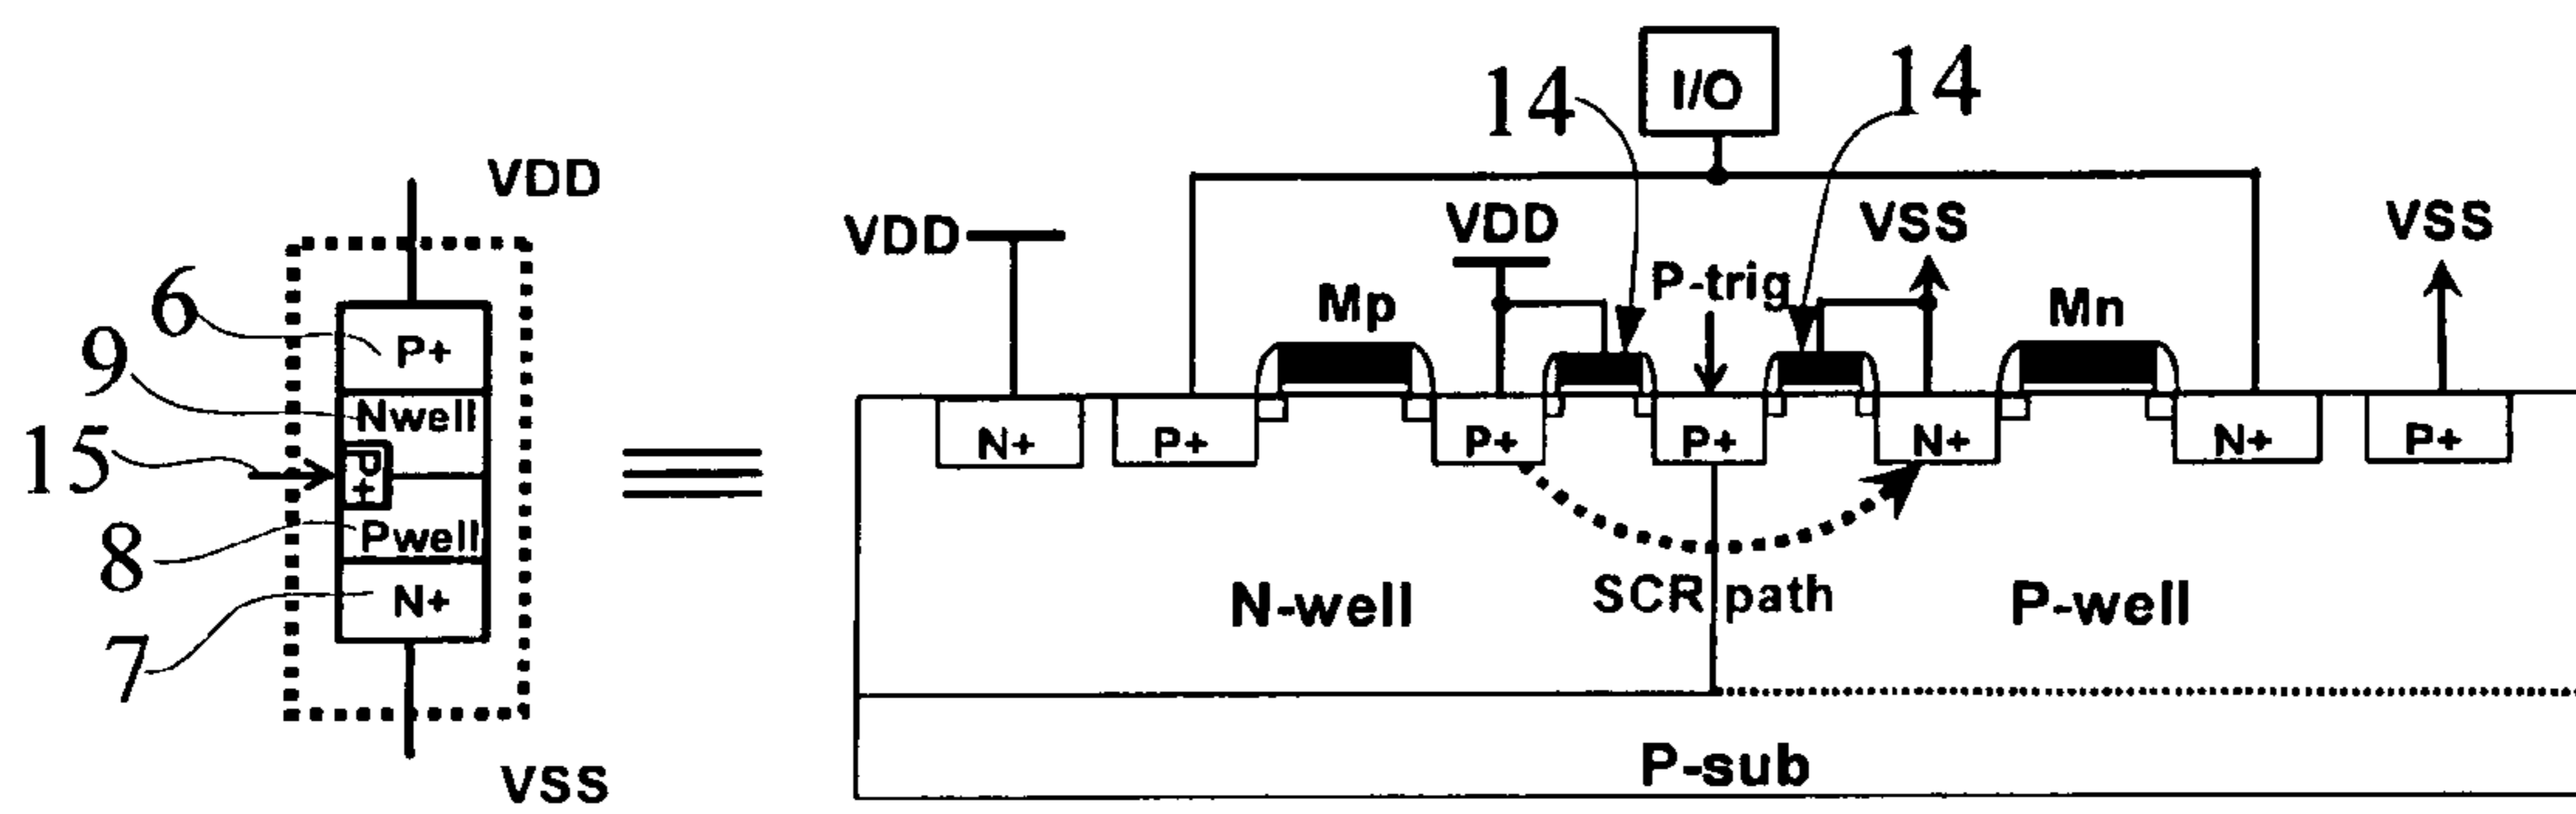 VDD
6
P+
9
Nwell
15
P+
8
Pwell
N+
7
VSS
14
I/O
14
VDD
VDD
P-trig
VSS
VSS
Mp
Mn
N+
P+
P+
P+
N+
N+
P+
SCR path
N-well
P-well
P-sub